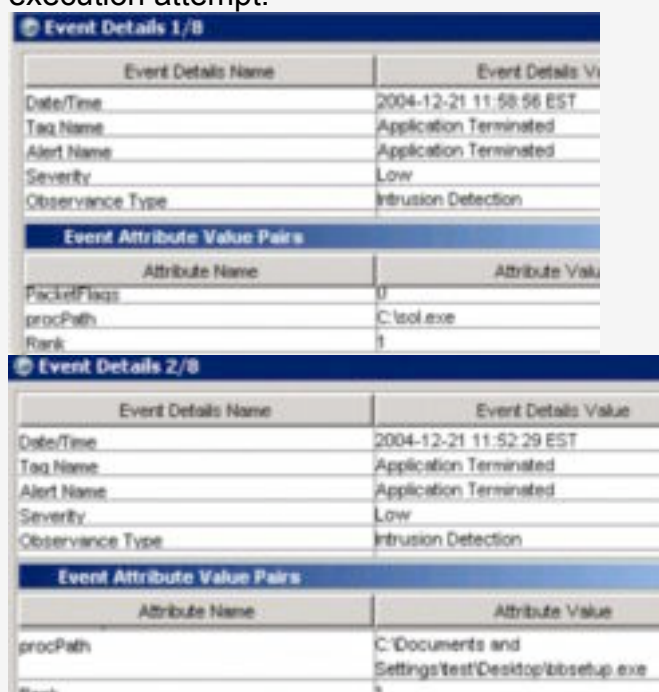 execution attempt.
Event Details 1/8
Event Details Name Event Details
Date/Time 2004-12-21 11:58:56 EST
Tag Name Application Terminated
Alert Name Application Terminated
Severity Low
Observance Type Intrusion Detection
Event Attribute Value Pairs
Attribute Name Attribute Valu
PacketFlags 0
procPath C:\sol.exe
Rank 1
Event Details 2/8
Event Details Name Event Details Value
Date/Time 2004-12-21 11:52:29 EST
Tag Name Application Terminated
Alert Name Application Terminated
Severity Low
Observance Type Intrusion Detection
Event Attribute Value Pairs
Attribute Name Attribute Value
procPath C:\Documents and
Settings\test\Desktop\bbsetup.exe
Rank 1